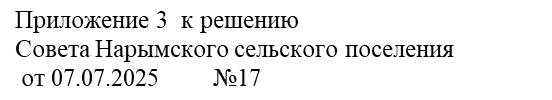 Приложение 3 к решению
Совета Нарымского сельского поселения
от 07.07.2025 №17